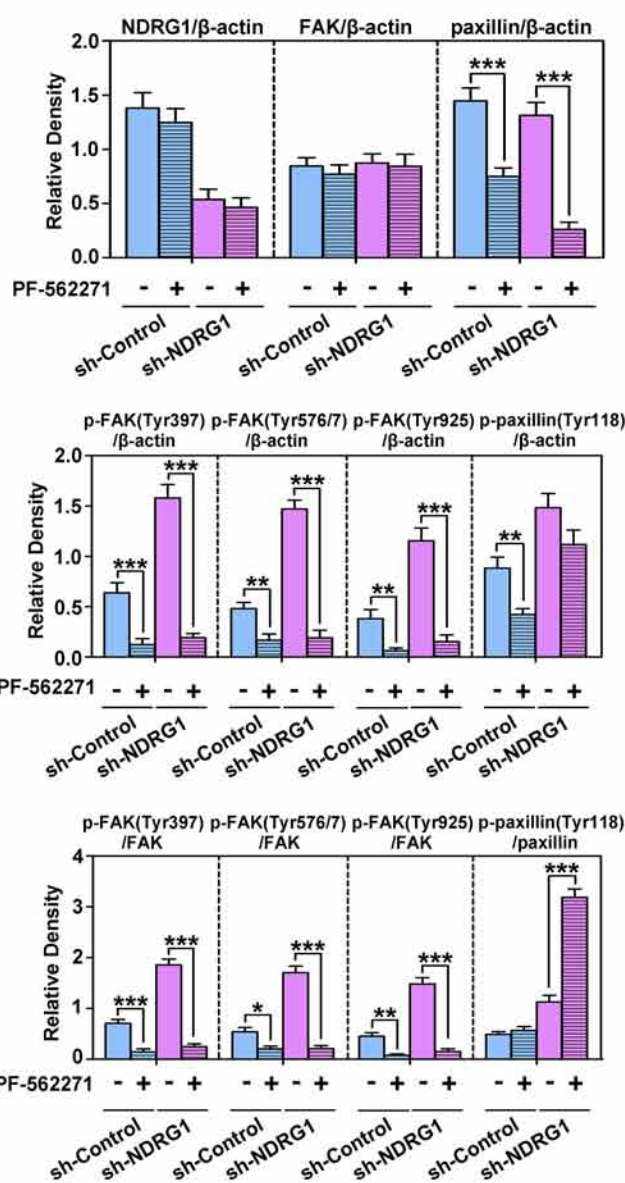 NDRG1/β-actin FAK/β-actin paxillin/β-actin
2.0
*** ***
1.5
1.0
0.5
0.0
Relative Density
PF-562271 - + - + - + - + - + - +
sh-Control sh-NDRG1 sh-Control sh-NDRG1 sh-Control sh-NDRG1
p-FAK(Tyr397) p-FAK(Tyr576/7) p-FAK(Tyr925) p-paxillin(Tyr118)
/β-actin /β-actin /β-actin /β-actin
2.0
*** *** ***
1.5
1.0
*** ** ** **
0.5
0.0
Relative Density
PF-562271 - + - + - + - + - + - + - + - +
sh-Control sh-NDRG1 sh-Control sh-NDRG1 sh-Control sh-NDRG1 sh-Control sh-NDRG1
p-FAK(Tyr397) p-FAK(Tyr576/7) p-FAK(Tyr925) p-paxillin(Tyr118)
/FAK /FAK /FAK /paxillin
4
***
3
*** *** ***
2
*** * **
1
0
Relative Density
PF-562271 - + - + - + - + - + - + - + - +
sh-Control sh-NDRG1 sh-Control sh-NDRG1 sh-Control sh-NDRG1 sh-Control sh-NDRG1